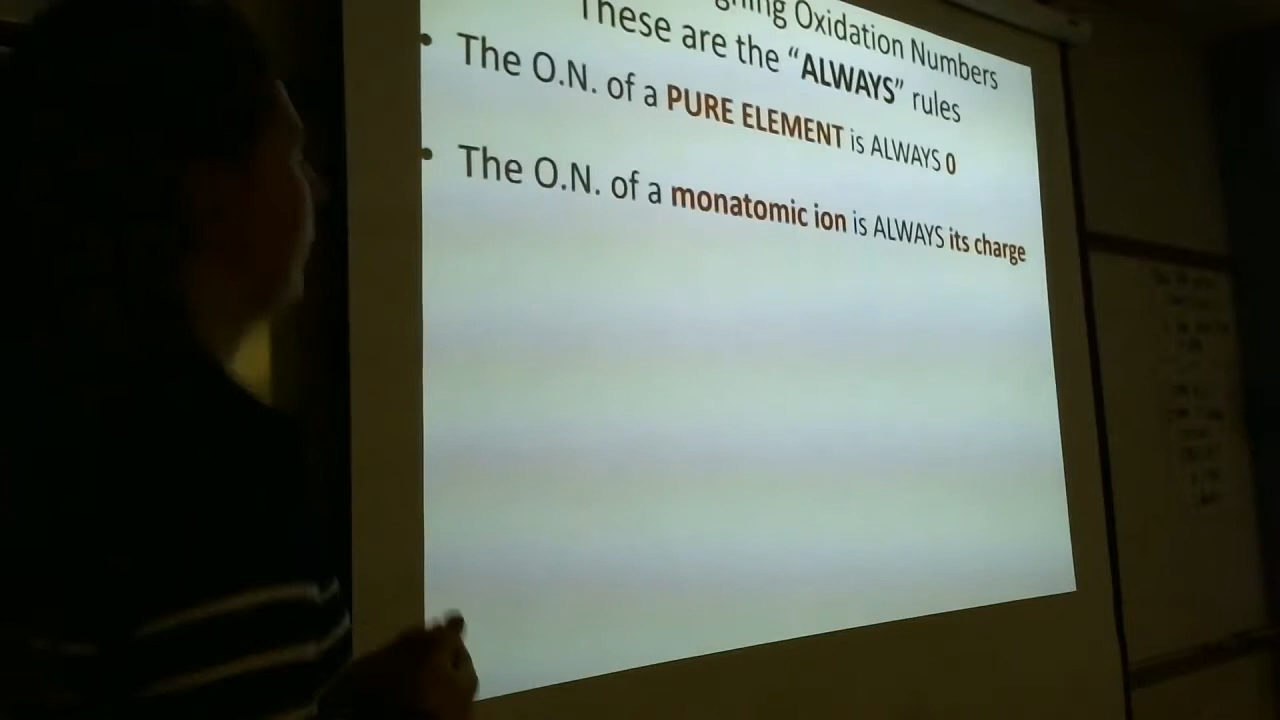 Oxidation Numbers
These are the “ALWAYS” rules
• The O.N. of a PURE ELEMENT is ALWAYS 0
• The O.N. of a monatomic ion is ALWAYS its charge